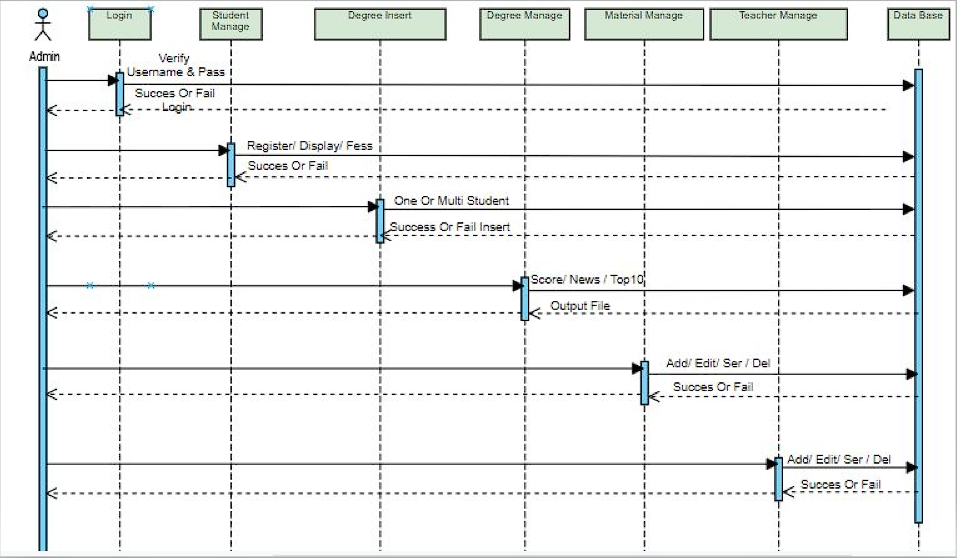 Login
Student
Manage
Degree Insert
Degree Manage
Material Manage
Teacher Manage
Data Base
Admin
Verify
Username & Pass
Succes Or Fail
Login
Register/ Display/ Fess
Succes Or Fail
One Or Multi Student
Success Or Fail Insert
Score/ News / Top10
Output File
Add/ Edit/ Ser / Del
Succes Or Fail
Add/ Edit/ Ser / Del
Succes Or Fail